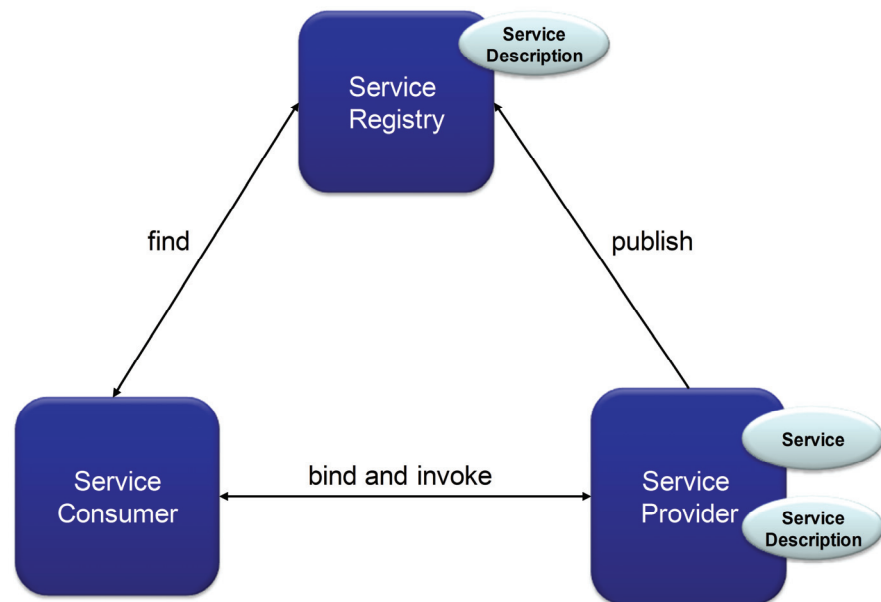 Service
Description
Service
Registry
find
publish
Service
Consumer
bind and invoke
Service
Provider
Service
Service
Description